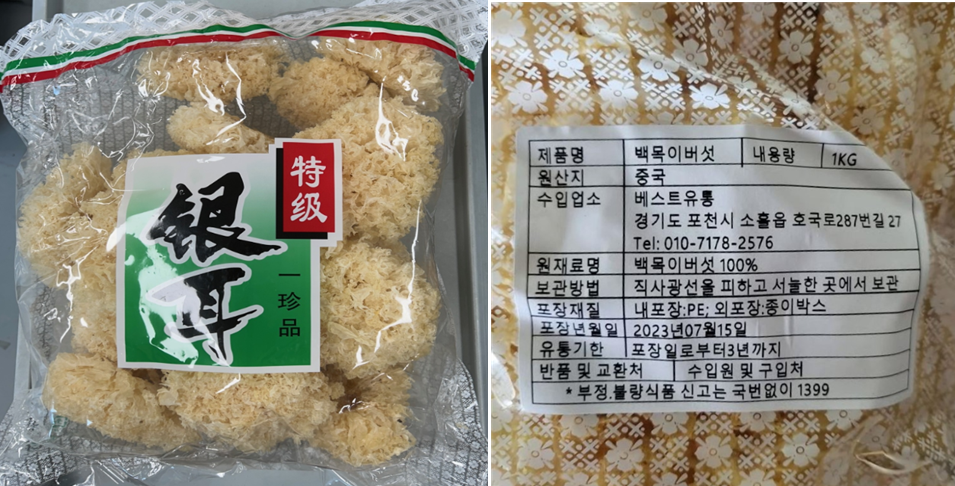 特级
银耳
一珍品
제품명 백목이버섯 내용량 1KG
원산지 중국
수입업소 베스트유통
경기도 포천시 소흘읍 호국로287번길 27
Tel: 010-7178-2576
원재료명 백목이버섯 100%
보관방법 직사광선을 피하고 서늘한 곳에서 보관
포장재질 내포장:PE; 외포장:종이박스
포장년월일 2023년07월15일
유통기한 포장일로부터3년까지
반품 및 교환처 수입원 및 구입처
* 부정.불량식품 신고는 국번없이 1399